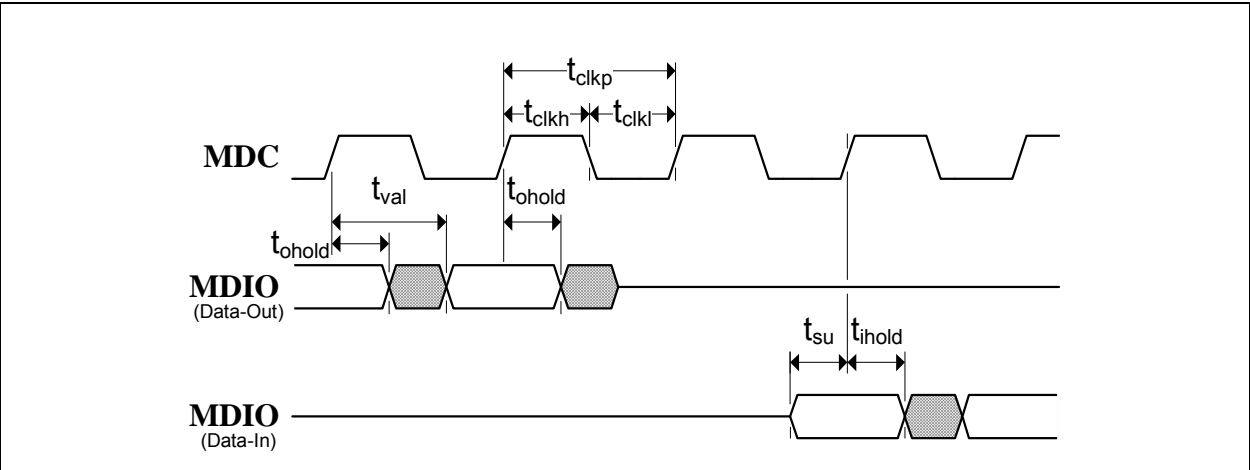 tclkp
tclkh tclkl
MDC
tval tohold
tohold
MDIO
(Data-Out)
tsu tihold
MDIO
(Data-In)